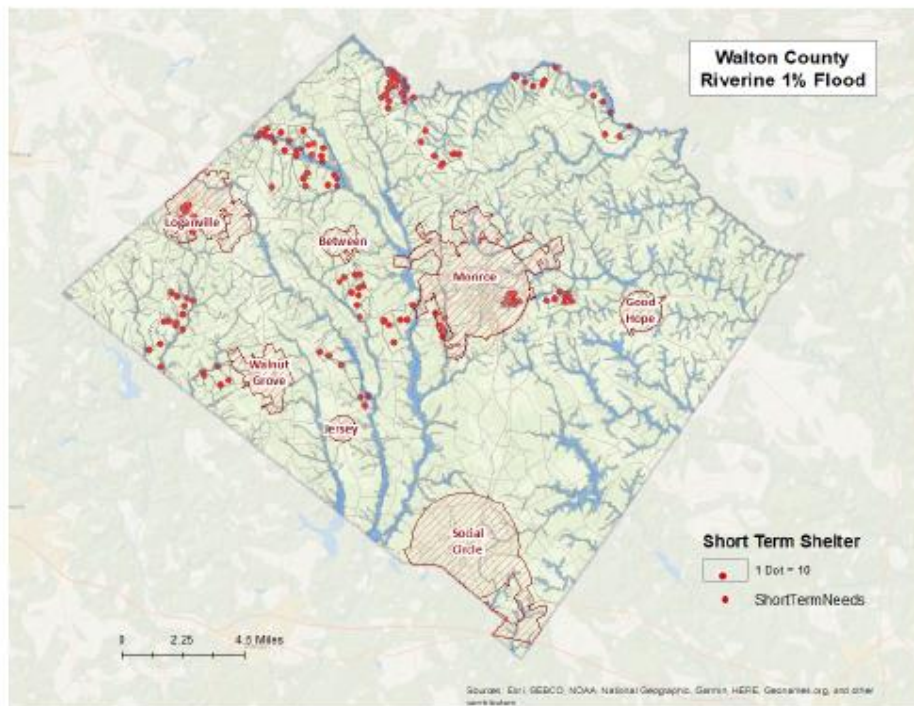 Walton County
Riverine 1% Flood
Loganville
Between
Monroe
Good
Hope
Walnut
Grove
Jersey
Social
Circle
Short Term Shelter
1 Dot = 10
ShortTermNeeds
0 2.25 4.5 Miles
Sources: Esri, GEBCO, NOAA, National Geographic, Garmin, HERE, Geonames.org, and other
contributors